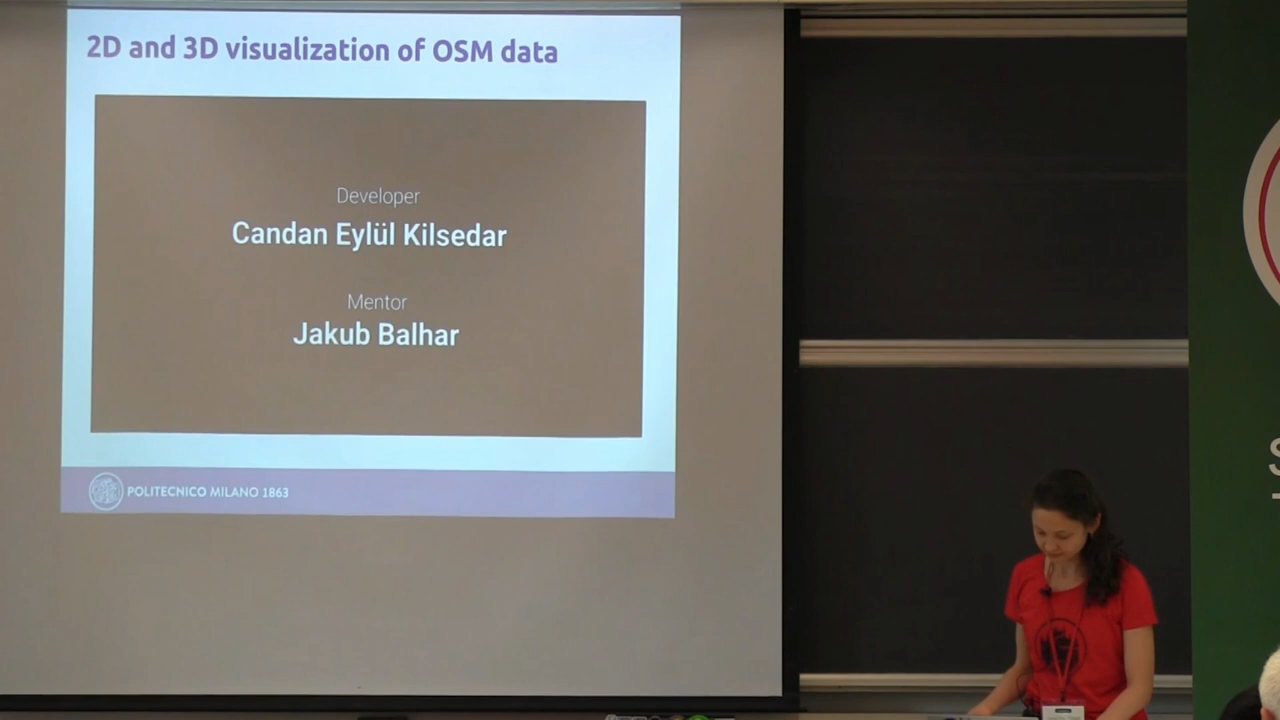 2D and 3D visualization of OSM data
Developer
Candan Eylül Kilsedar
Mentor
Jakub Balhar
POLITECNICO MILANO 1863
S